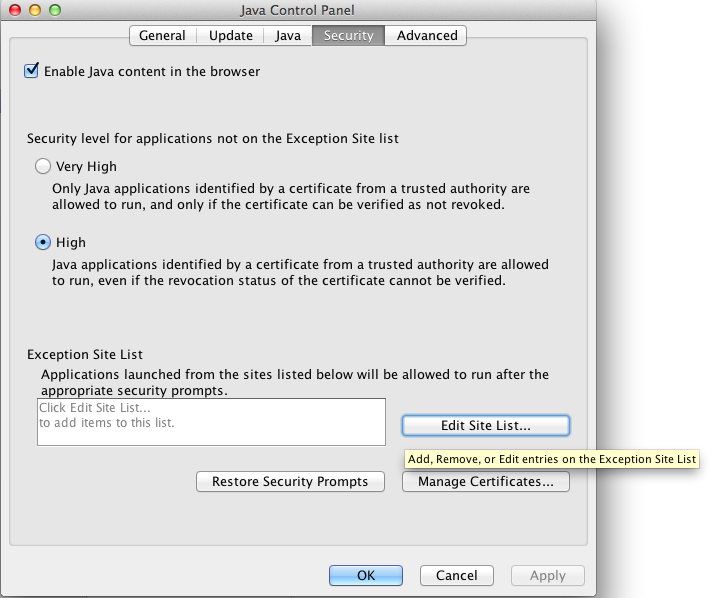 Java Control Panel
General Update Java Security Advanced
Enable Java content in the browser
Security level for applications not on the Exception Site list
Very High
Only Java applications identified by a certificate from a trusted authority are
allowed to run, and only if the certificate can be verified as not revoked.
High
Java applications identified by a certificate from a trusted authority are allowed
to run, even if the revocation status of the certificate cannot be verified.
Exception Site List
Applications launched from the sites listed below will be allowed to run after the
appropriate security prompts.
Click Edit Site List...
to add items to this list.
Edit Site List...
Add, Remove, or Edit entries on the Exception Site List
Restore Security Prompts Manage Certificates...
OK Cancel Apply